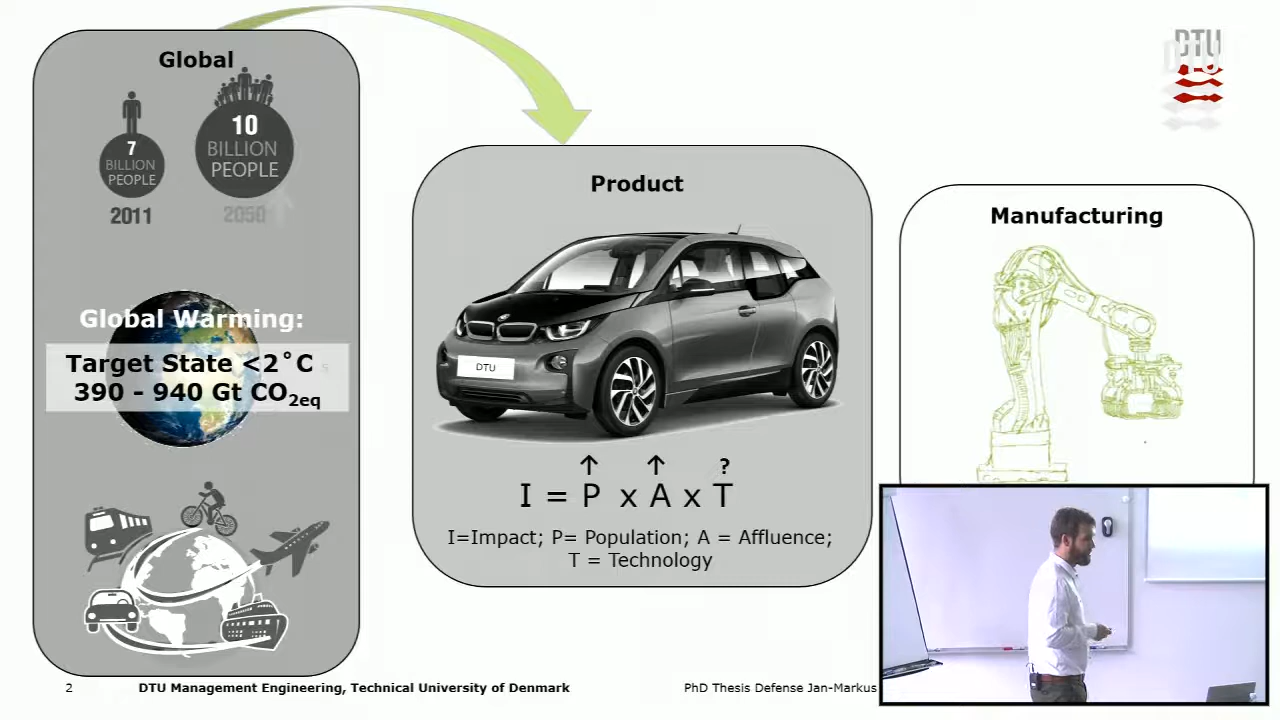 Global
7
BILLION
PEOPLE
2011
10
BILLION
PEOPLE
2050
Global Warming:
Target State <2°C
390 - 940 Gt CO2eq
Product
DTU
↑ ↑ ?
I = P x A x T
I=Impact; P= Population; A = Affluence;
T = Technology
DTU
Manufacturing
2
DTU Management Engineering, Technical University of Denmark
PhD Thesis Defense Jan-Markus